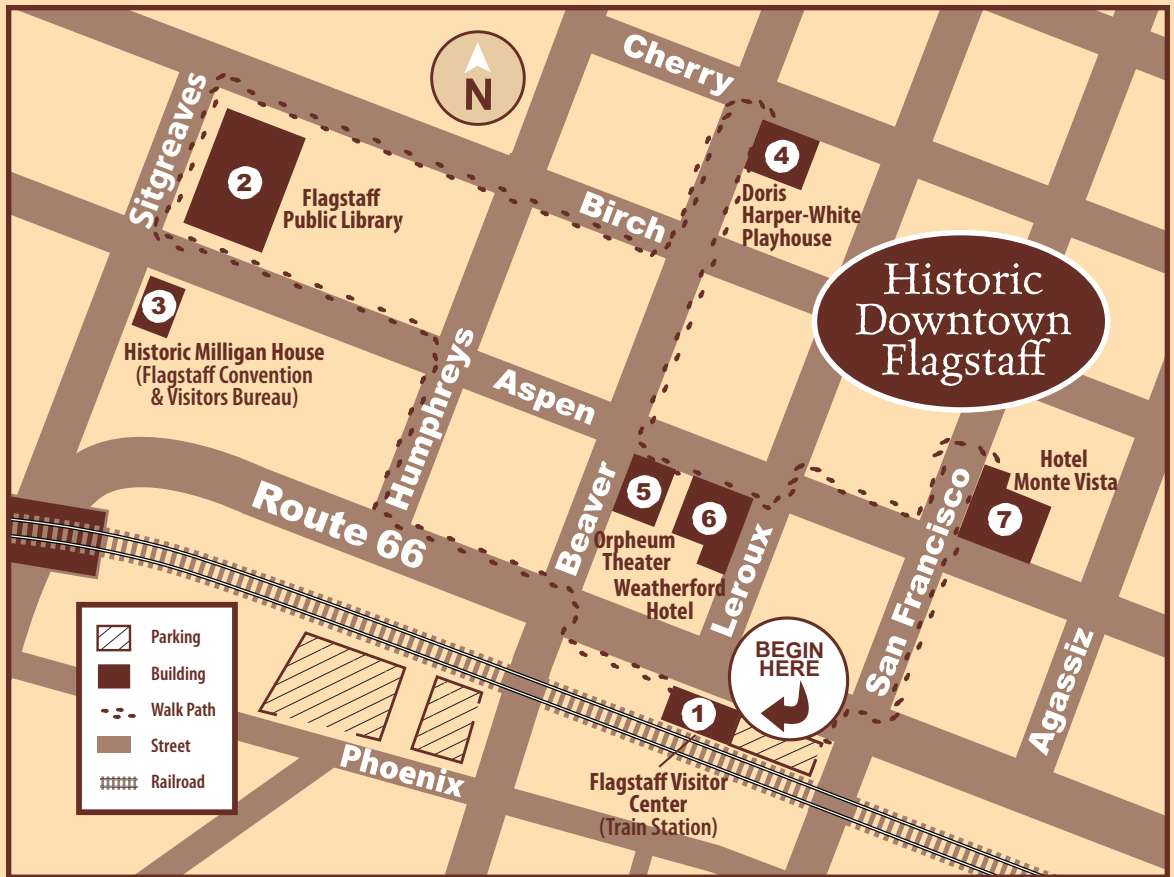 Cherry
N
Sitgreaves
2
Flagstaff
Public Library
4
Doris
Harper-White
Playhouse
Birch
Historic
Downtown
Flagstaff
3
Historic Milligan House
(Flagstaff Convention
& Visitors Bureau)
Humphreys
Aspen
Hotel
Monte Vista
7
5
Orpheum
Theater
6
Weatherford
Hotel
Beaver
Leroux
San Francisco
Route 66
Agassiz
BEGIN
HERE
1
Flagstaff Visitor
Center
(Train Station)
Phoenix
Parking
Building
Walk Path
Street
Railroad